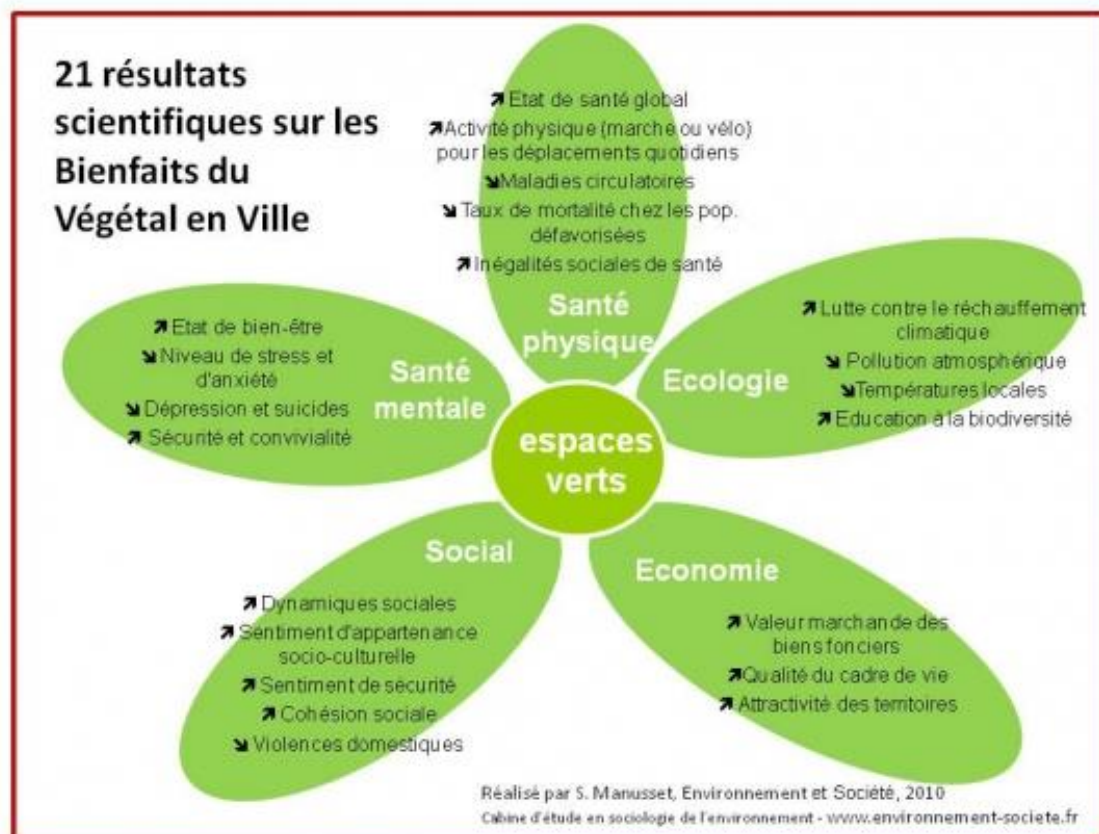 21 résultats
scientifiques sur les
Bienfaits du
Végétal en Ville
↗ Etat de santé global
↗ Activité physique (marche ou vélo)
pour les déplacements quotidiens
↘ Maladies circulatoires
↘ Taux de mortalité chez les pop.
défavorisées
↗ Inégalités sociales de santé
Santé
physique
↗ Etat de bien-être
↘ Niveau de stress et
d'anxiété
↘ Dépression et suicides
↗ Sécurité et convivialité
Santé
mentale
↗ Lutte contre le réchauffement
climatique
↘ Pollution atmosphérique
↘ Températures locales
↗ Education à la biodiversité
Ecologie
espaces
verts
Social
↗ Dynamiques sociales
↗ Sentiment d'appartenance
socio-culturelle
↗ Sentiment de sécurité
↗ Cohésion sociale
↘ Violences domestiques
Economie
↗ Valeur marchande des
biens fonciers
↗ Qualité du cadre de vie
↗ Attractivité des territoires
Réalisé par S. Manusset, Environnement et Société, 2010
Cabine d'étude en sociologie de l'environnement - www.environnement-societe.fr